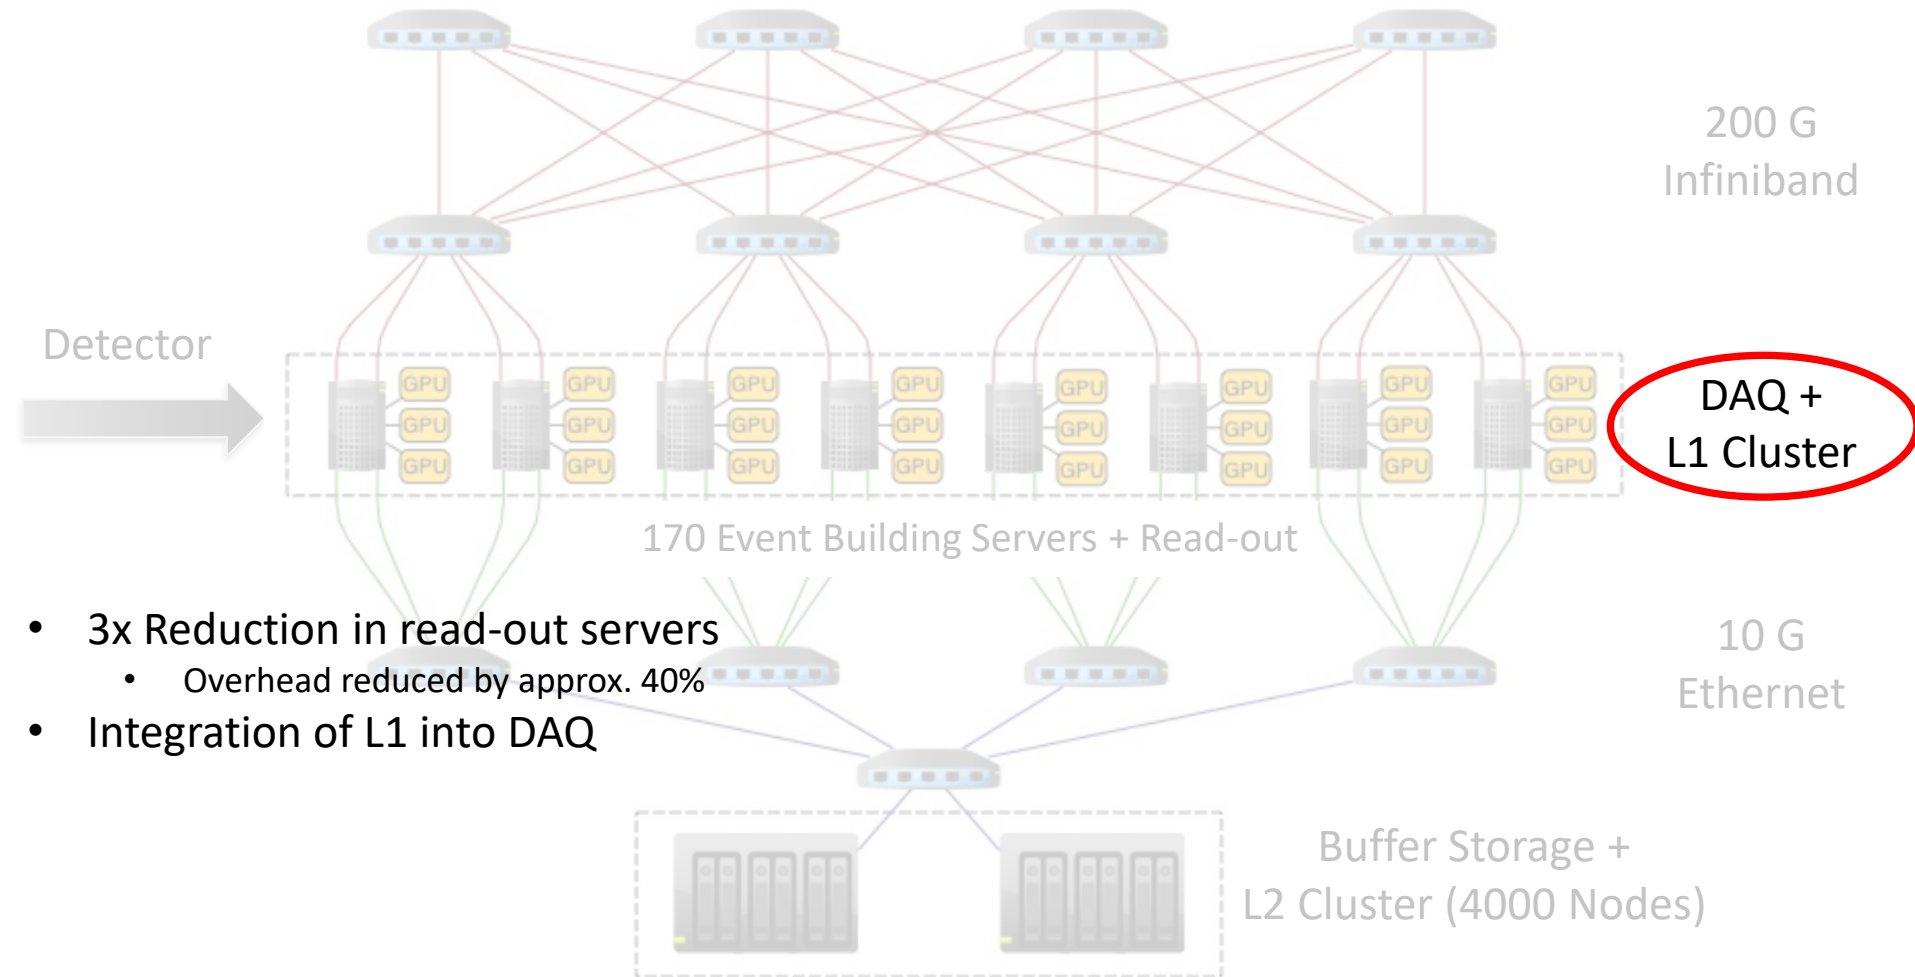 200 G
Infiniband
Detector
GPU GPU GPU GPU GPU GPU GPU GPU
GPU GPU GPU GPU GPU GPU GPU GPU
GPU GPU GPU GPU GPU GPU GPU GPU
DAQ +
L1 Cluster
170 Event Building Servers + Read-out
• 3x Reduction in read-out servers
• Overhead reduced by approx. 40%
• Integration of L1 into DAQ
10 G
Ethernet
Buffer Storage +
L2 Cluster (4000 Nodes)